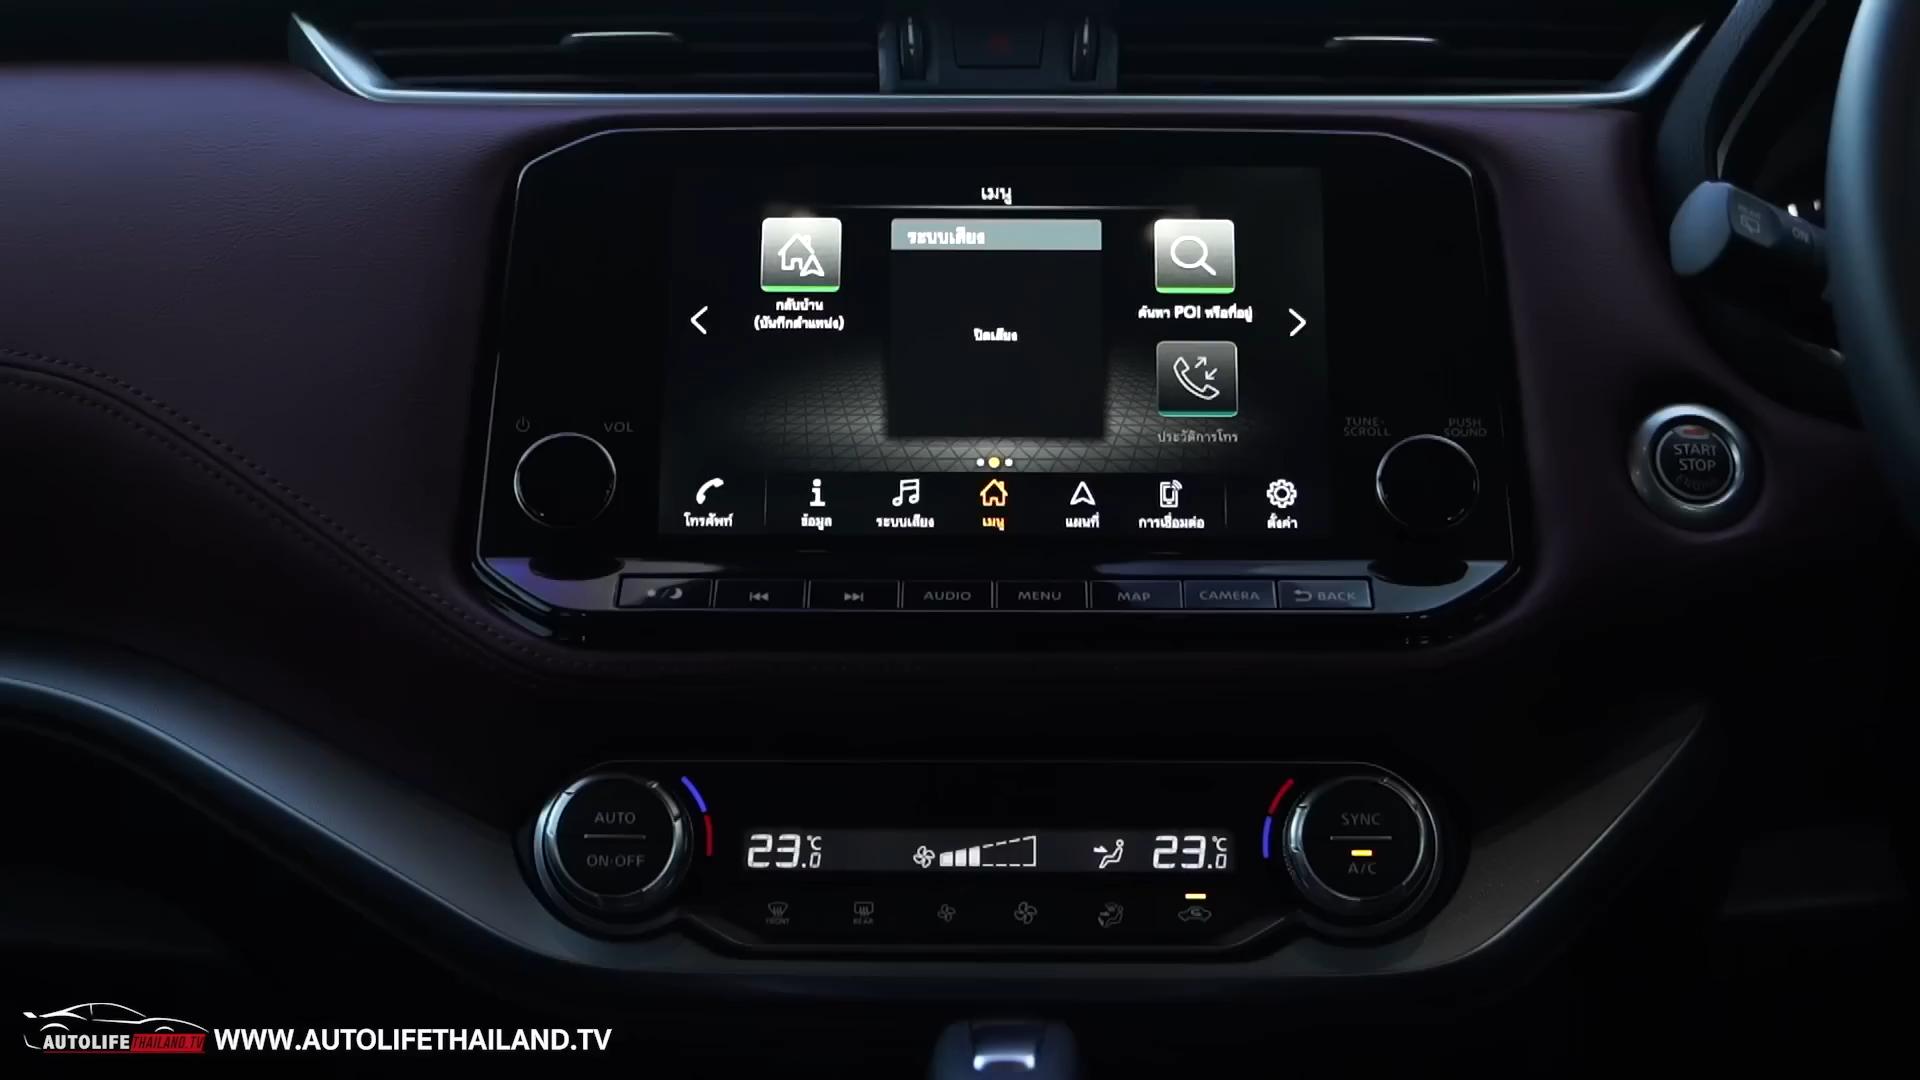 เมนู
ระบบเสียง
กลับบ้าน
(บันทึกตำแหน่ง)
ปิดเสียง
ค้นหา POI หรือที่อยู่
ประวัติการโทร
VOL
TUNE·
SCROLL
PUSH
SOUND
โทรศัพท์
ข้อมูล
ระบบเสียง
เมนู
แผนที่
การเชื่อมต่อ
ตั้งค่า
AUDIO
MENU
MAP
CAMERA
BACK
START
STOP
ENGINE
ON
AUTO
ON·OFF
23.0°C
23.0°C
SYNC
A/C
FRONT
REAR
AUTOLIFETHAILAND.TV
WWW.AUTOLIFETHAILAND.TV